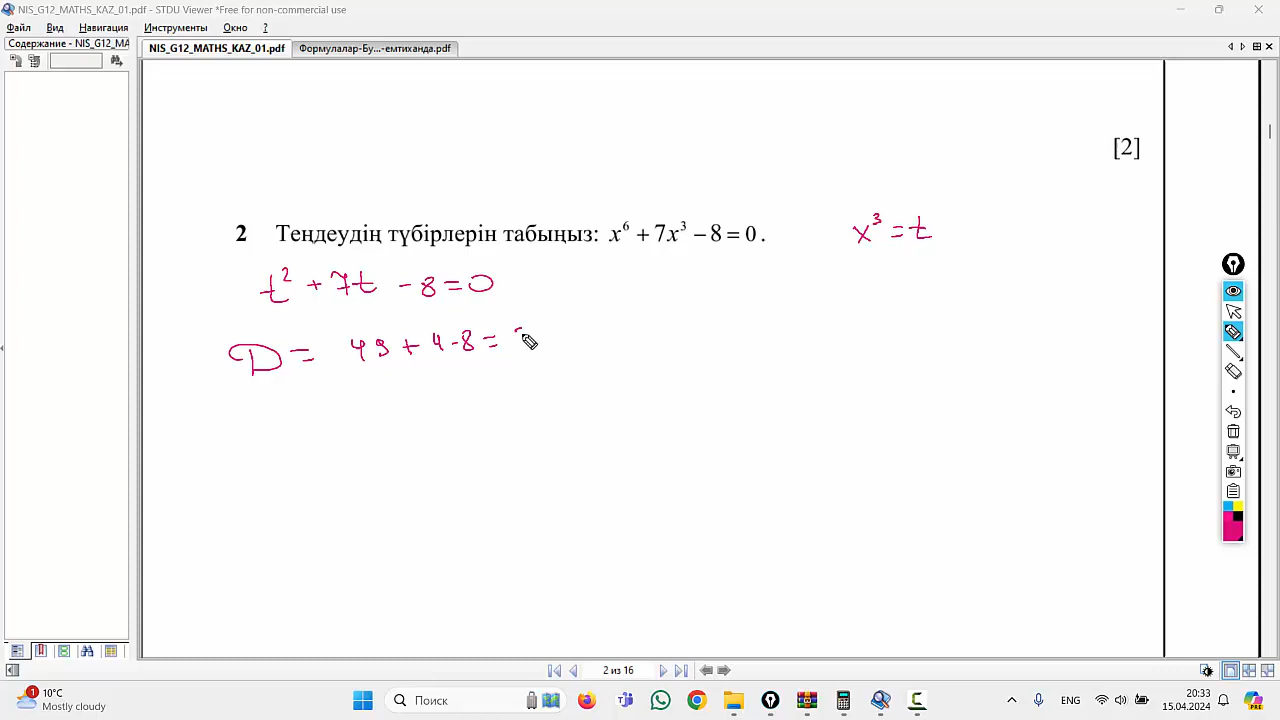 NIS_G12_MATHS_KAZ_01.pdf - STDU Viewer *Free for non-commercial use
Файл Вид Навигация Инструменты Окно ?
Содержание - NIS_G12_MA
NIS_G12_MATHS_KAZ_01.pdf Формулалар-Бу...-емтиханда.pdf
[2]
2 Теңдеудің түбірлерін табыңыз: x⁶ + 7x³ − 8 = 0. x³ = t
t² + 7t − 8 = 0
D = 49 + 4·8 =
2 из 16
1
10°C
Mostly cloudy
Поиск
ENG
20:33
15.04.2024
PRE